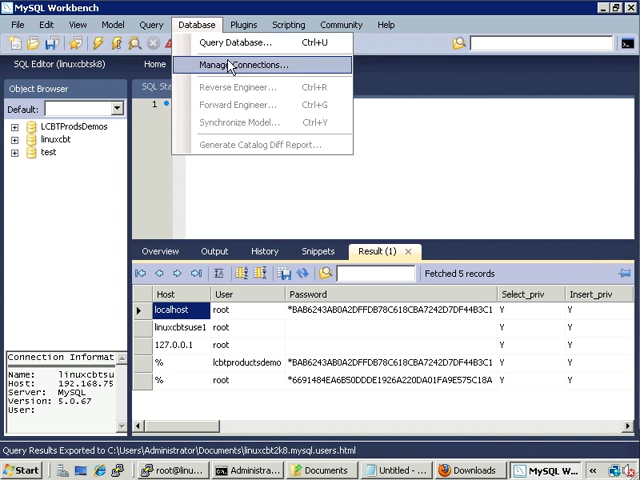 MySQL Workbench
File Edit View Model Query Database Plugins Scripting Community Help
Query Database... Ctrl+U
Manage Connections...
Reverse Engineer... Ctrl+R
Forward Engineer... Ctrl+G
Synchronize Model... Ctrl+Y
Generate Catalog Diff Report...
SQL Editor (linuxcbtsk8) Home
Object Browser
SQL Sta
Default:
1
LCBTProdsDemos
linuxcbt
test
Overview Output History Snippets Result (1)
Fetched 5 records
Host User Password Select_priv Insert_priv
localhost root *BAB6243AB0A2DFFDB78C618CBA7242D7DF44B3C1 Y Y
linuxcbtsuse1 root Y Y
127.0.0.1 root Y Y
% lcbtproductsdemo *BAB6243AB0A2DFFDB78C618CBA7242D7DF44B3C1 Y Y
% root *6691484EA6B50DDDE1926A220DA01FA9E575C18A Y Y
Connection Informat
Name: linuxcbtsu
Host: 192.168.75
Server: MySQL
Version: 5.0.67
User:
Query Results Exported to C:\Users\Administrator\Documents\linuxcbt2k8.mysql.users.html
Start root@linu... Administra... Documents Untitled - ... Downloads MySQL W...